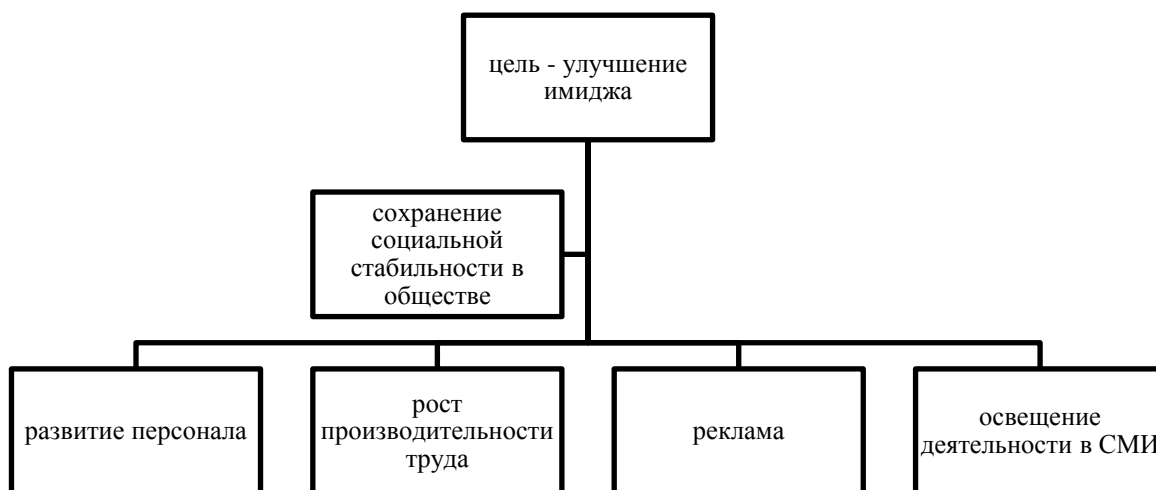 цель - улучшение
имиджа
сохранение
социальной
стабильности в
обществе
развитие персонала
рост
производительности
труда
реклама
освещение
деятельности в СМИ